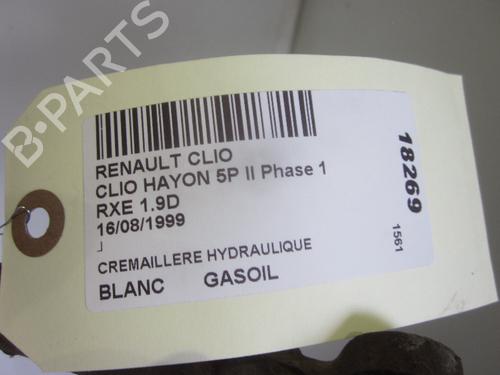 B-PARTS
RENAULT CLIO
CLIO HAYON 5P II Phase 1
RXE 1.9D
16/08/1999
CREMAILLERE HYDRAULIQUE
BLANC GASOIL
18269
1561